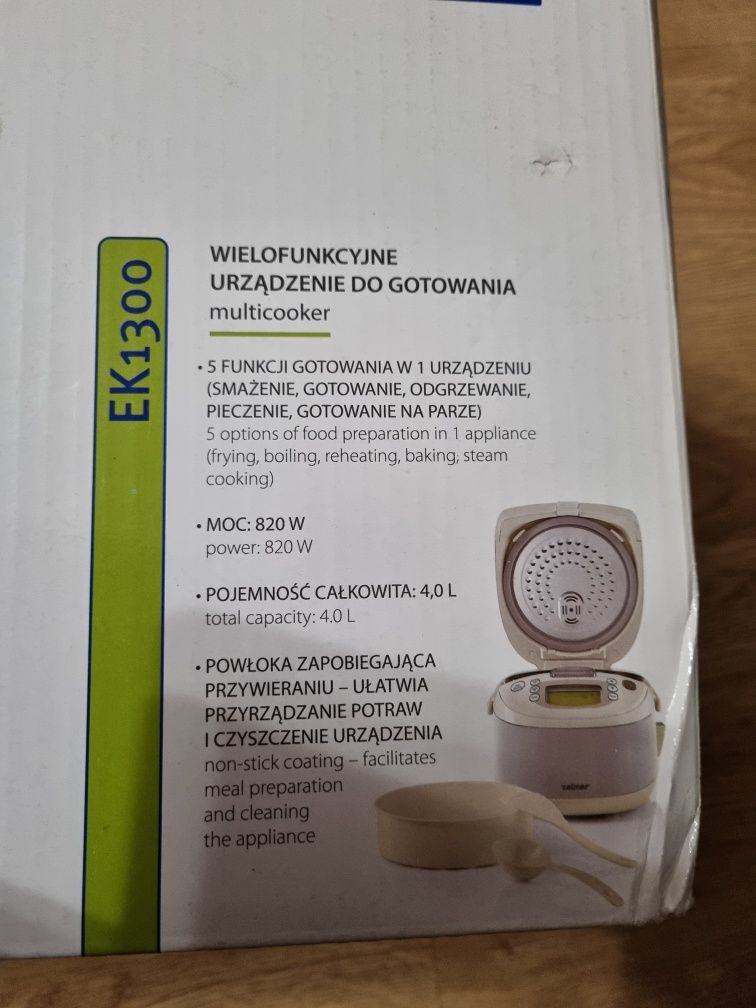 EK1300
WIELOFUNKCYJNE
URZĄDZENIE DO GOTOWANIA
multicooker
• 5 FUNKCJI GOTOWANIA W 1 URZĄDZENIU
(SMAŻENIE, GOTOWANIE, ODGRZEWANIE,
PIECZENIE, GOTOWANIE NA PARZE)
5 options of food preparation in 1 appliance
(frying, boiling, reheating, baking, steam
cooking)
• MOC: 820 W
power: 820 W
• POJEMNOŚĆ CAŁKOWITA: 4,0 L
total capacity: 4.0 L
• POWŁOKA ZAPOBIEGAJĄCA
PRZYWIERANIU – UŁATWIA
PRZYRZĄDZANIE POTRAW
I CZYSZCZENIE URZĄDZENIA
non-stick coating – facilitates
meal preparation
and cleaning
the appliance
zelmer